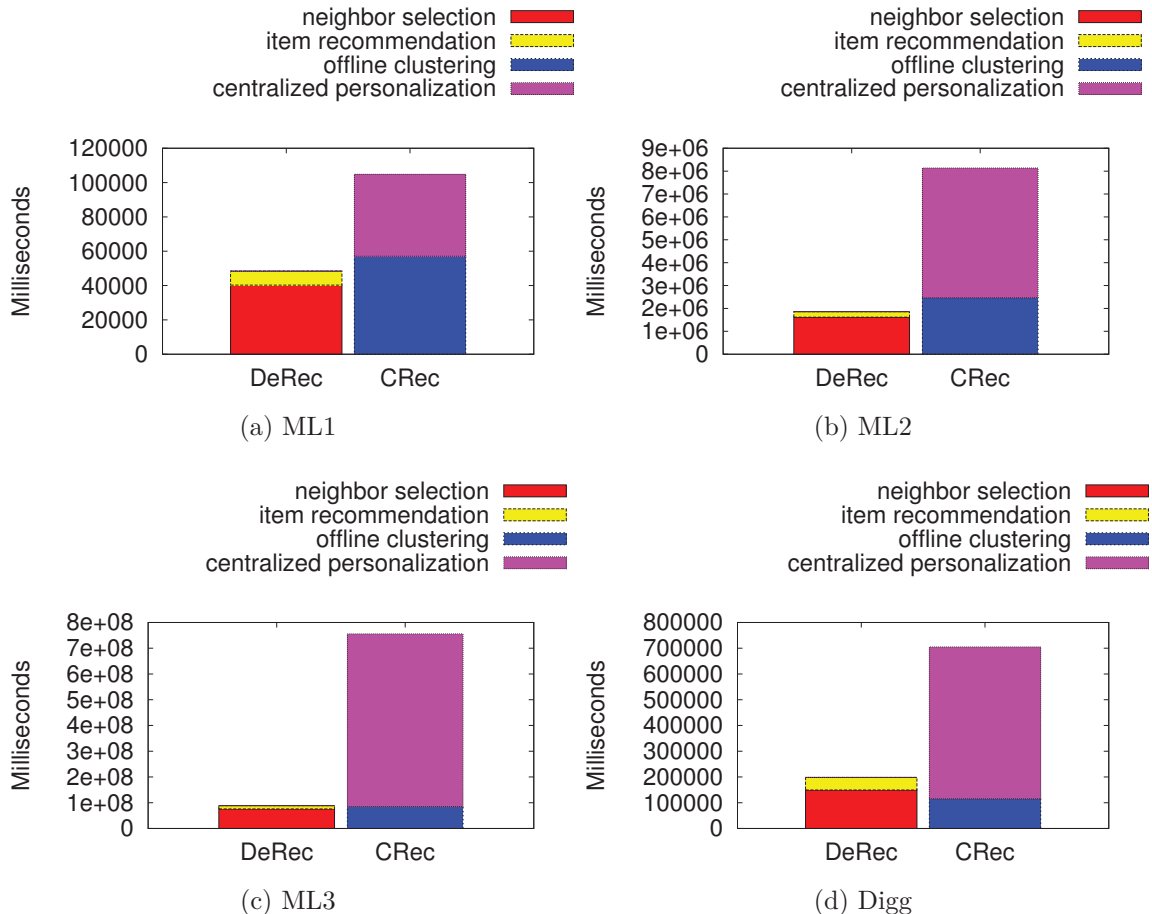 neighbor selection
item recommendation
offline clustering
centralized personalization
120000
100000
80000
60000
40000
20000
0
Milliseconds
DeRec CRec
(a) ML1
neighbor selection
item recommendation
offline clustering
centralized personalization
9e+06
8e+06
7e+06
6e+06
5e+06
4e+06
3e+06
2e+06
1e+06
0
Milliseconds
DeRec CRec
(b) ML2
neighbor selection
item recommendation
offline clustering
centralized personalization
8e+08
7e+08
6e+08
5e+08
4e+08
3e+08
2e+08
1e+08
0
Milliseconds
DeRec CRec
(c) ML3
neighbor selection
item recommendation
offline clustering
centralized personalization
800000
700000
600000
500000
400000
300000
200000
100000
0
Milliseconds
DeRec CRec
(d) Digg